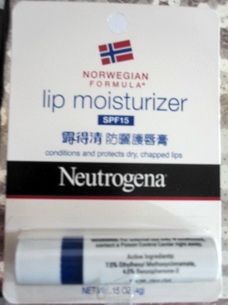 NORWEGIAN
FORMULA®
lip moisturizer
SPF15
露得清 防曬護唇膏
conditions and protects dry, chapped lips
Neutrogena®
Active Ingredients:
NET WT .15 OZ (4g)